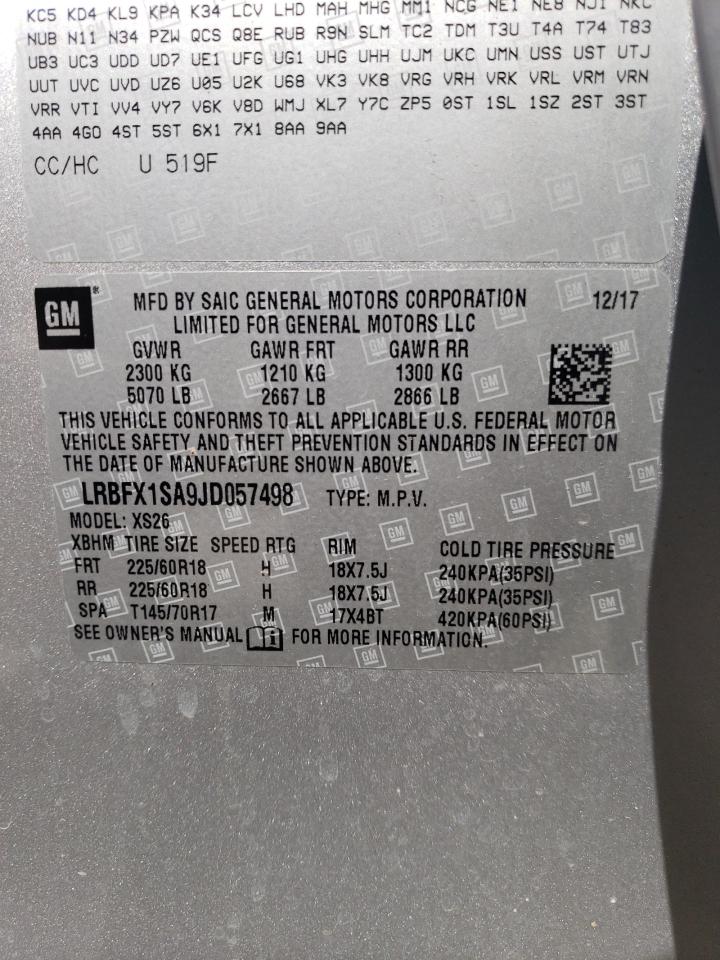 KC5 KD4 KL9 KPA K34 LCV LHD MAH MHG MM1 NCG NE1 NE8 NJ1 NKC
NUB N11 N34 PZW QCS Q8E RUB R9N SLM TC2 TDM T3U T4A T74 T83
UB3 UC3 UDD UD7 UE1 UFG UG1 UHG UHH UJM UKC UMN USS UST UTJ
UUT UVC UVD UZ6 U05 U2K U68 VK3 VK8 VRG VRH VRK VRL VRM VRN
VRR VTI VV4 VY7 V6K V8D WMJ XL7 Y7C ZP5 0ST 1SL 1SZ 2ST 3ST
4AA 4GO 4ST 5ST 6X1 7X1 8AA 9AA
CC/HC U 519F
GM
MFD BY SAIC GENERAL MOTORS CORPORATION 12/17
LIMITED FOR GENERAL MOTORS LLC
GVWR GAWR FRT GAWR RR
2300 KG 1210 KG 1300 KG
5070 LB 2667 LB 2866 LB
THIS VEHICLE CONFORMS TO ALL APPLICABLE U.S. FEDERAL MOTOR
VEHICLE SAFETY AND THEFT PREVENTION STANDARDS IN EFFECT ON
THE DATE OF MANUFACTURE SHOWN ABOVE.
LRBFX1SA9JD057498 TYPE: M.P.V.
MODEL: XS26
XBHM TIRE SIZE SPEED RTG RIM COLD TIRE PRESSURE
FRT 225/60R18 H 18X7.5J 240KPA(35PSI)
RR 225/60R18 H 18X7.5J 240KPA(35PSI)
SPA T145/70R17 M 17X4BT 420KPA(60PSI)
SEE OWNER'S MANUAL i FOR MORE INFORMATION.